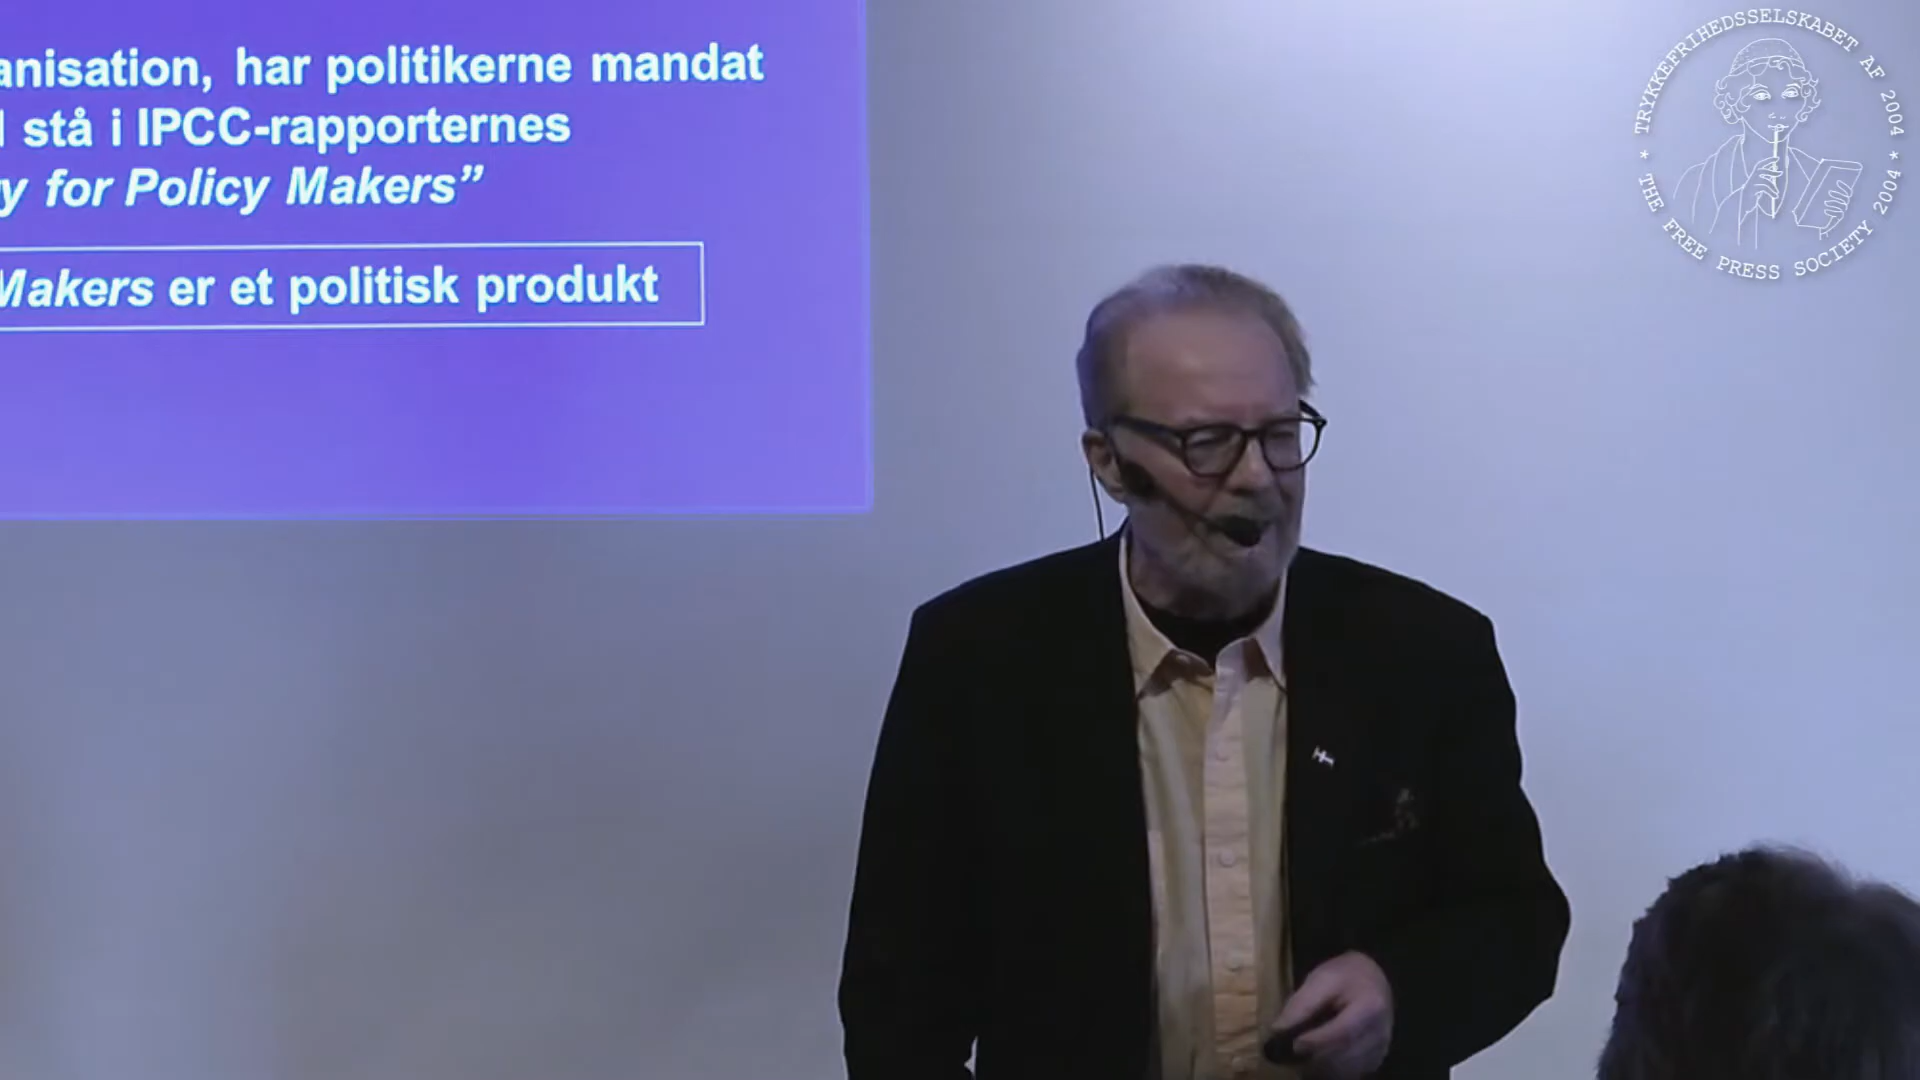 anisation, har politikerne mandat
stå i IPCC-rapporternes
y for Policy Makers”
Makers er et politisk produkt
* TRYKKEFRIHEDSSELSKABET AF 2004 *
THE FREE PRESS SOCIETY 2004